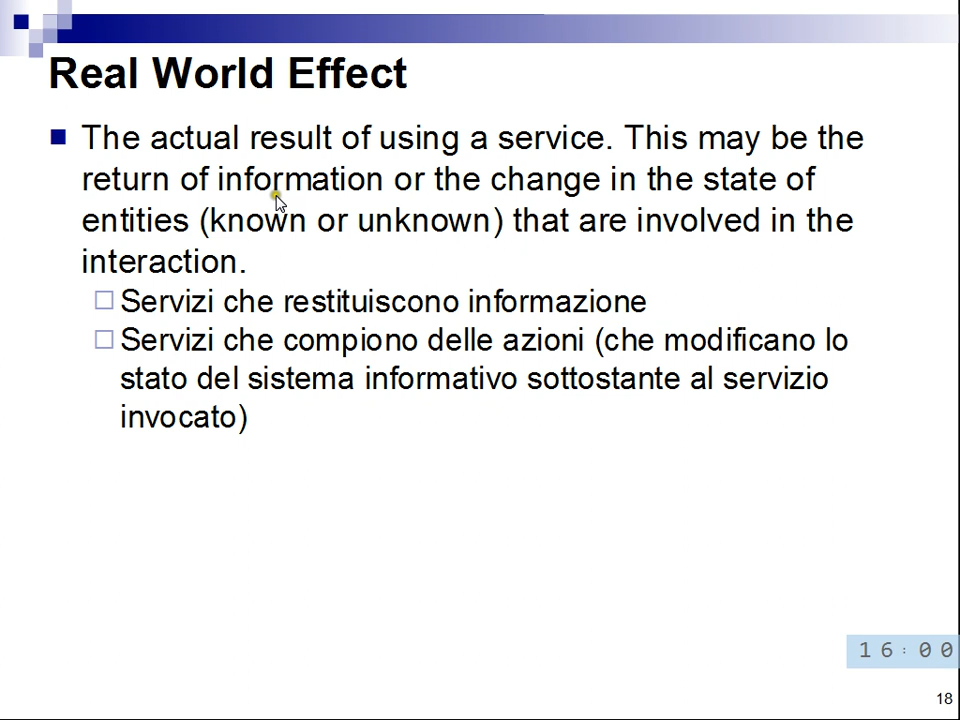 Real World Effect
The actual result of using a service. This may be the
return of information or the change in the state of
entities (known or unknown) that are involved in the
interaction.
Servizi che restituiscono informazione
Servizi che compiono delle azioni (che modificano lo
stato del sistema informativo sottostante al servizio
invocato)
16:00
18